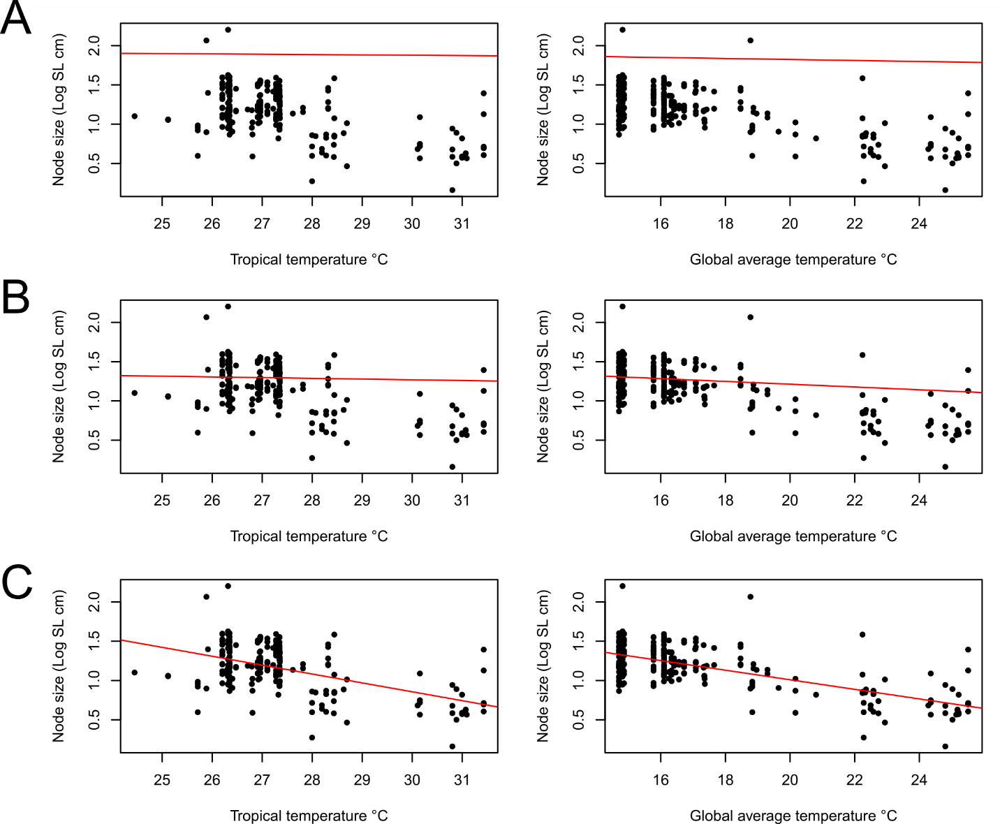 A
Node size (Log SL cm)
2.0
1.5
1.0
0.5
25 26 27 28 29 30 31
Tropical temperature °C
Node size (Log SL cm)
2.0
1.5
1.0
0.5
16 18 20 22 24
Global average temperature °C
B
Node size (Log SL cm)
2.0
1.5
1.0
0.5
25 26 27 28 29 30 31
Tropical temperature °C
Node size (Log SL cm)
2.0
1.5
1.0
0.5
16 18 20 22 24
Global average temperature °C
C
Node size (Log SL cm)
2.0
1.5
1.0
0.5
25 26 27 28 29 30 31
Tropical temperature °C
Node size (Log SL cm)
2.0
1.5
1.0
0.5
16 18 20 22 24
Global average temperature °C